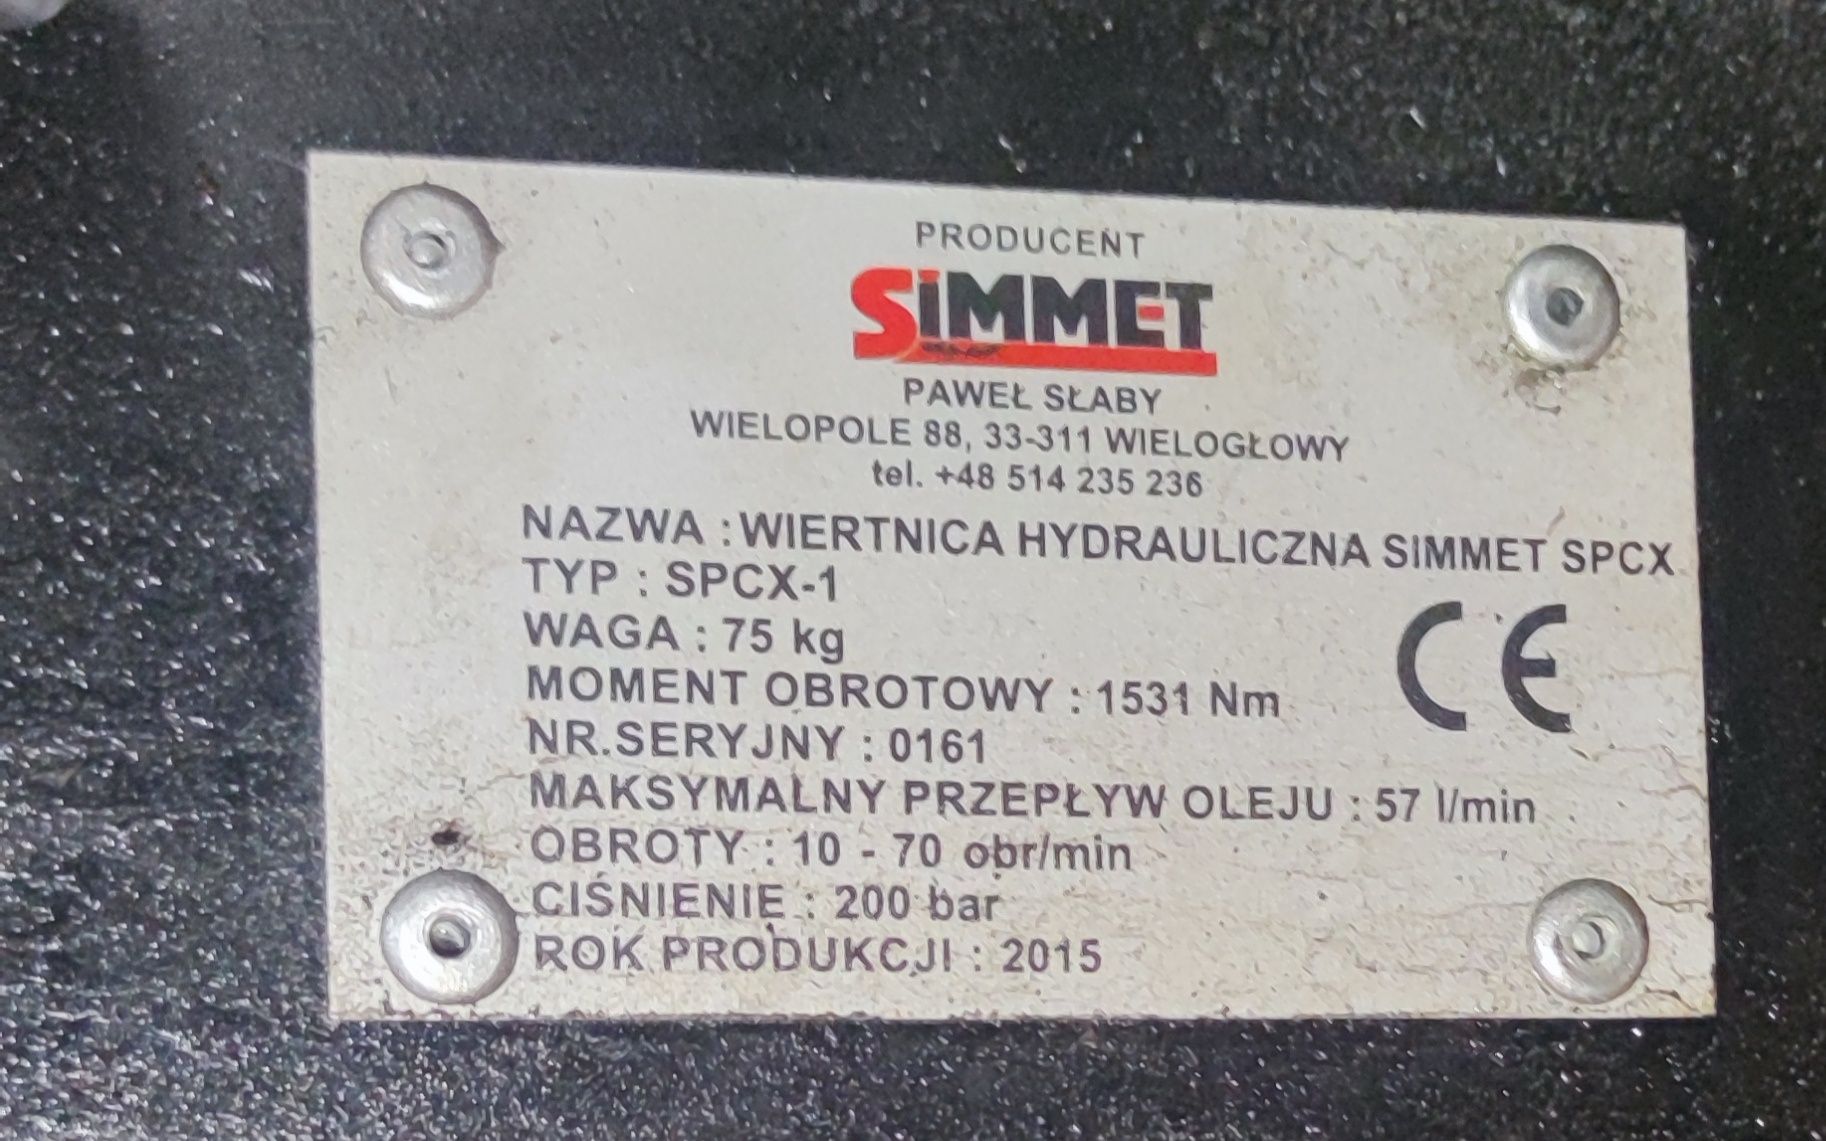 PRODUCENT
SiMMET
PAWEŁ SŁABY
WIELOPOLE 88, 33-311 WIELOGŁOWY
tel. +48 514 235 236
NAZWA : WIERTNICA HYDRAULICZNA SIMMET SPCX
TYP : SPCX-1
WAGA : 75 kg
MOMENT OBROTOWY : 1531 Nm
NR.SERYJNY : 0161
MAKSYMALNY PRZEPŁYW OLEJU : 57 l/min
OBROTY : 10 - 70 obr/min
CIŚNIENIE : 200 bar
ROK PRODUKCJI : 2015
CE